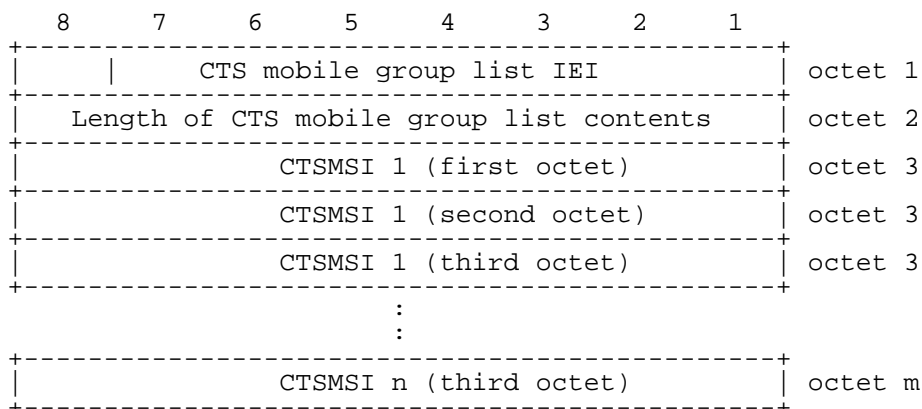 8 7 6 5 4 3 2 1
CTS mobile group list IEI octet 1
Length of CTS mobile group list contents octet 2
CTSMSI 1 (first octet) octet 3
CTSMSI 1 (second octet) octet 3
CTSMSI 1 (third octet) octet 3
:
:
CTSMSI n (third octet) octet m